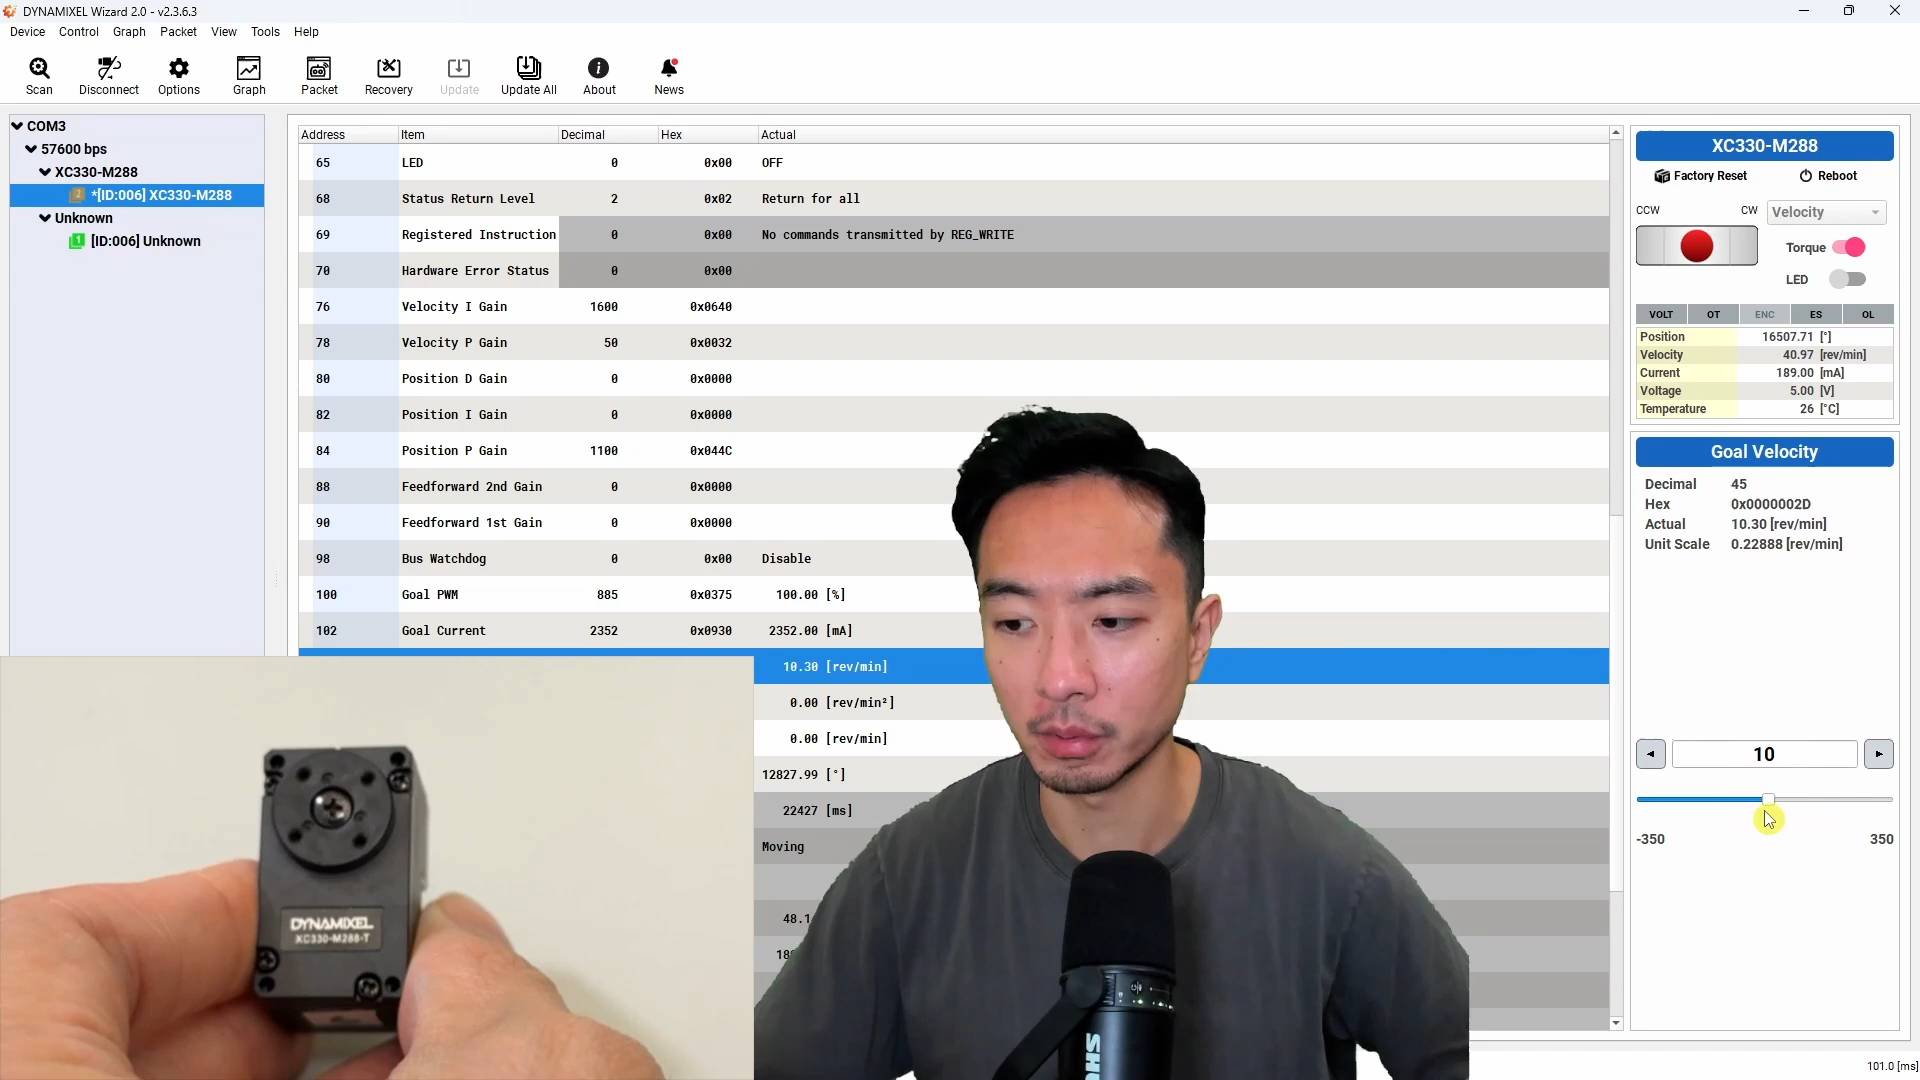 DYNAMIXEL Wizard 2.0 - v2.3.6.3
Device Control Graph Packet View Tools Help
Scan Disconnect Options Graph Packet Recovery Update Update All About News
COM3
57600 bps
XC330-M288
2 *[ID:006] XC330-M288
Unknown
1 [ID:006] Unknown
Address Item Decimal Hex Actual
65 LED 0 0x00 OFF
68 Status Return Level 2 0x02 Return for all
69 Registered Instruction 0 0x00 No commands transmitted by REG_WRITE
70 Hardware Error Status 0 0x00
76 Velocity I Gain 1600 0x0640
78 Velocity P Gain 50 0x0032
80 Position D Gain 0 0x0000
82 Position I Gain 0 0x0000
84 Position P Gain 1100 0x044C
88 Feedforward 2nd Gain 0 0x0000
90 Feedforward 1st Gain 0 0x0000
98 Bus Watchdog 0 0x00 Disable
100 Goal PWM 885 0x0375 100.00 [%]
102 Goal Current 2352 0x0930 2352.00 [mA]
10.30 [rev/min]
0.00 [rev/min²]
0.00 [rev/min]
12827.99 [°]
22427 [ms]
Moving
48.1
18
DYNAMIXEL
XC330-M288-T
SHU
XC330-M288
Factory Reset Reboot
CCW CW Velocity
Torque
LED
VOLT OT ENC ES OL
Position 16507.71 [°]
Velocity 40.97 [rev/min]
Current 189.00 [mA]
Voltage 5.00 [V]
Temperature 26 [°C]
Goal Velocity
Decimal 45
Hex 0x0000002D
Actual 10.30 [rev/min]
Unit Scale 0.22888 [rev/min]
10
-350 350
101.0 [ms]